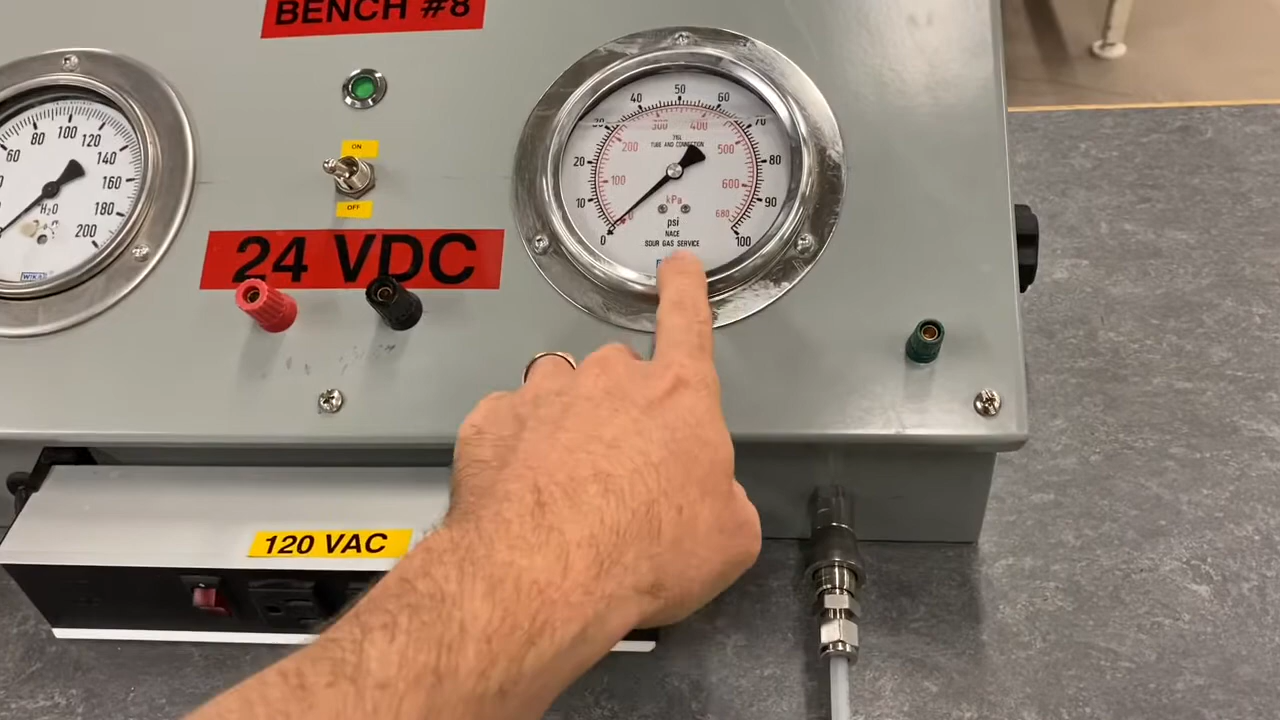 BENCH #8
60 80 100 120 140 160 180 200
H₂O
WIKA
ON
OFF
24 VDC
0 10 20 30 40 50 60 70 80 90 100
0 100 200 300 400 500 600 680
TUBE AND CONNECTION
kPa
psi
NACE
SOUR GAS SERVICE
120 VAC